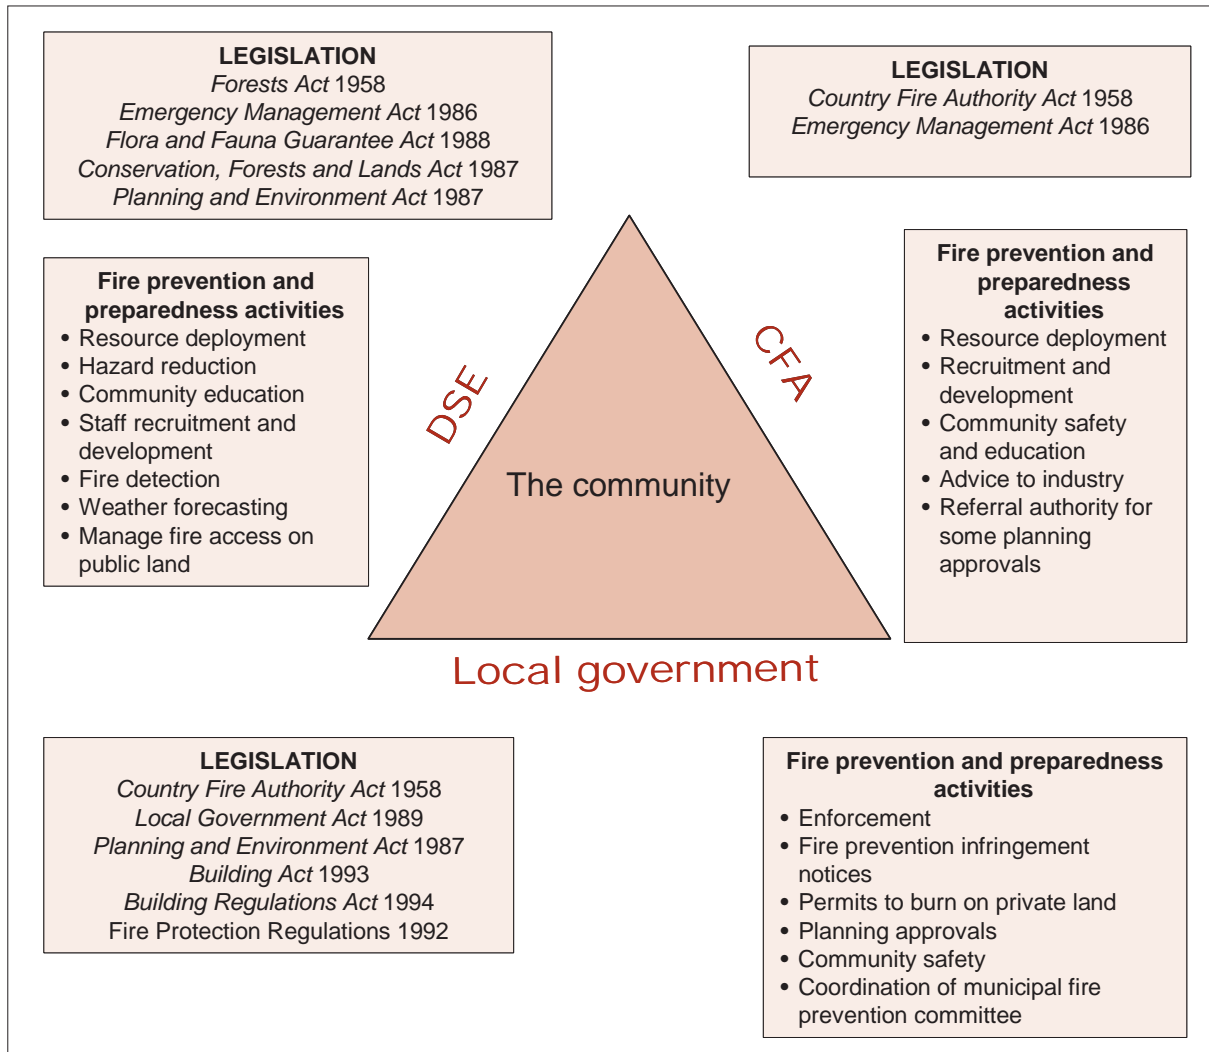 LEGISLATION
Forests Act 1958
Emergency Management Act 1986
Flora and Fauna Guarantee Act 1988
Conservation, Forests and Lands Act 1987
Planning and Environment Act 1987
LEGISLATION
Country Fire Authority Act 1958
Emergency Management Act 1986
Fire prevention and
preparedness activities
• Resource deployment
• Hazard reduction
• Community education
• Staff recruitment and
development
• Fire detection
• Weather forecasting
• Manage fire access on
public land
DSE
The community
CFA
Fire prevention and
preparedness
activities
• Resource deployment
• Recruitment and
development
• Community safety
and education
• Advice to industry
• Referral authority for
some planning
approvals
Local government
LEGISLATION
Country Fire Authority Act 1958
Local Government Act 1989
Planning and Environment Act 1987
Building Act 1993
Building Regulations Act 1994
Fire Protection Regulations 1992
Fire prevention and preparedness
activities
• Enforcement
• Fire prevention infringement
notices
• Permits to burn on private land
• Planning approvals
• Community safety
• Coordination of municipal fire
prevention committee